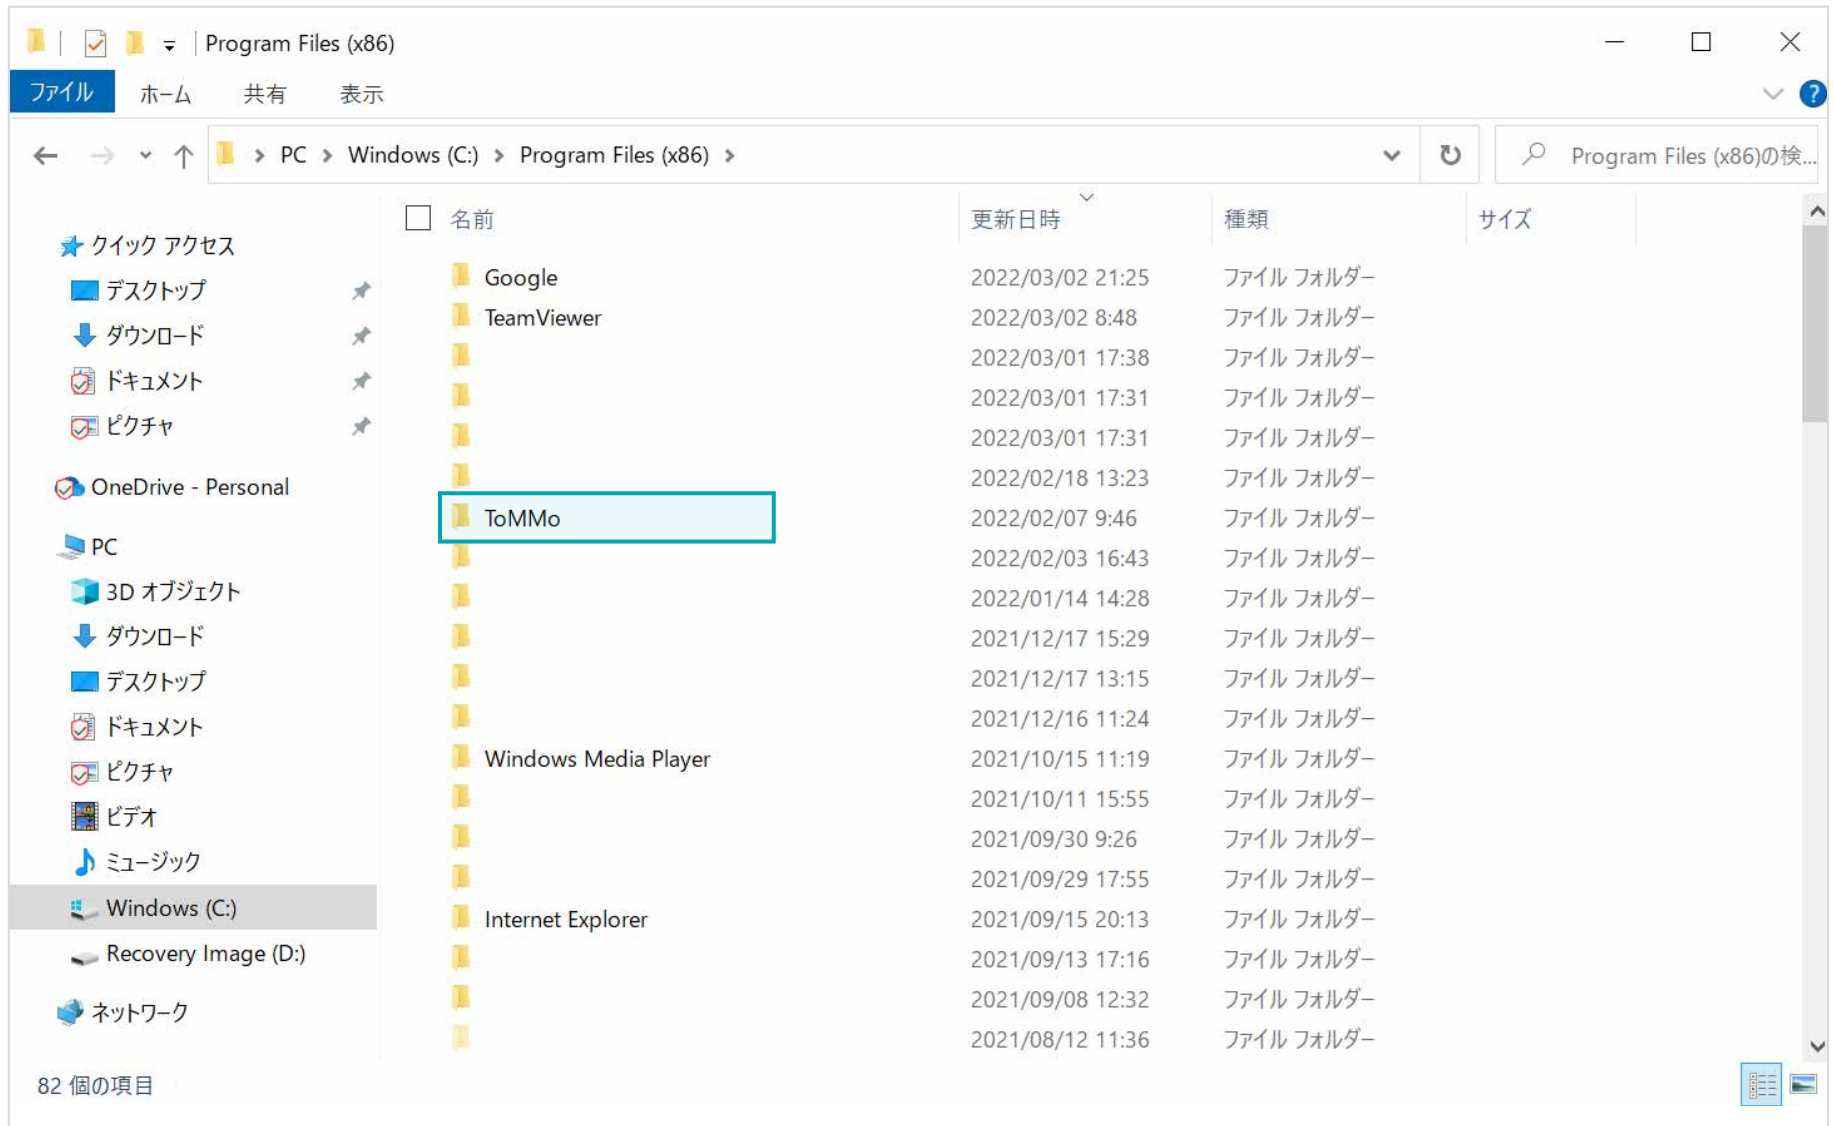 Program Files (x86)
ファイル ホーム 共有 表示
PC > Windows (C:) > Program Files (x86) >
Program Files (x86)の検...
名前 更新日時 種類 サイズ
クイック アクセス
デスクトップ
ダウンロード
ドキュメント
ピクチャ
OneDrive - Personal
PC
3D オブジェクト
ダウンロード
デスクトップ
ドキュメント
ピクチャ
ビデオ
ミュージック
Windows (C:)
Recovery Image (D:)
ネットワーク
Google 2022/03/02 21:25 ファイル フォルダー
TeamViewer 2022/03/02 8:48 ファイル フォルダー
2022/03/01 17:38 ファイル フォルダー
2022/03/01 17:31 ファイル フォルダー
2022/03/01 17:31 ファイル フォルダー
2022/02/18 13:23 ファイル フォルダー
ToMMo 2022/02/07 9:46 ファイル フォルダー
2022/02/03 16:43 ファイル フォルダー
2022/01/14 14:28 ファイル フォルダー
2021/12/17 15:29 ファイル フォルダー
2021/12/17 13:15 ファイル フォルダー
2021/12/16 11:24 ファイル フォルダー
Windows Media Player 2021/10/15 11:19 ファイル フォルダー
2021/10/11 15:55 ファイル フォルダー
2021/09/30 9:26 ファイル フォルダー
2021/09/29 17:55 ファイル フォルダー
Internet Explorer 2021/09/15 20:13 ファイル フォルダー
2021/09/13 17:16 ファイル フォルダー
2021/09/08 12:32 ファイル フォルダー
2021/08/12 11:36 ファイル フォルダー
82 個の項目